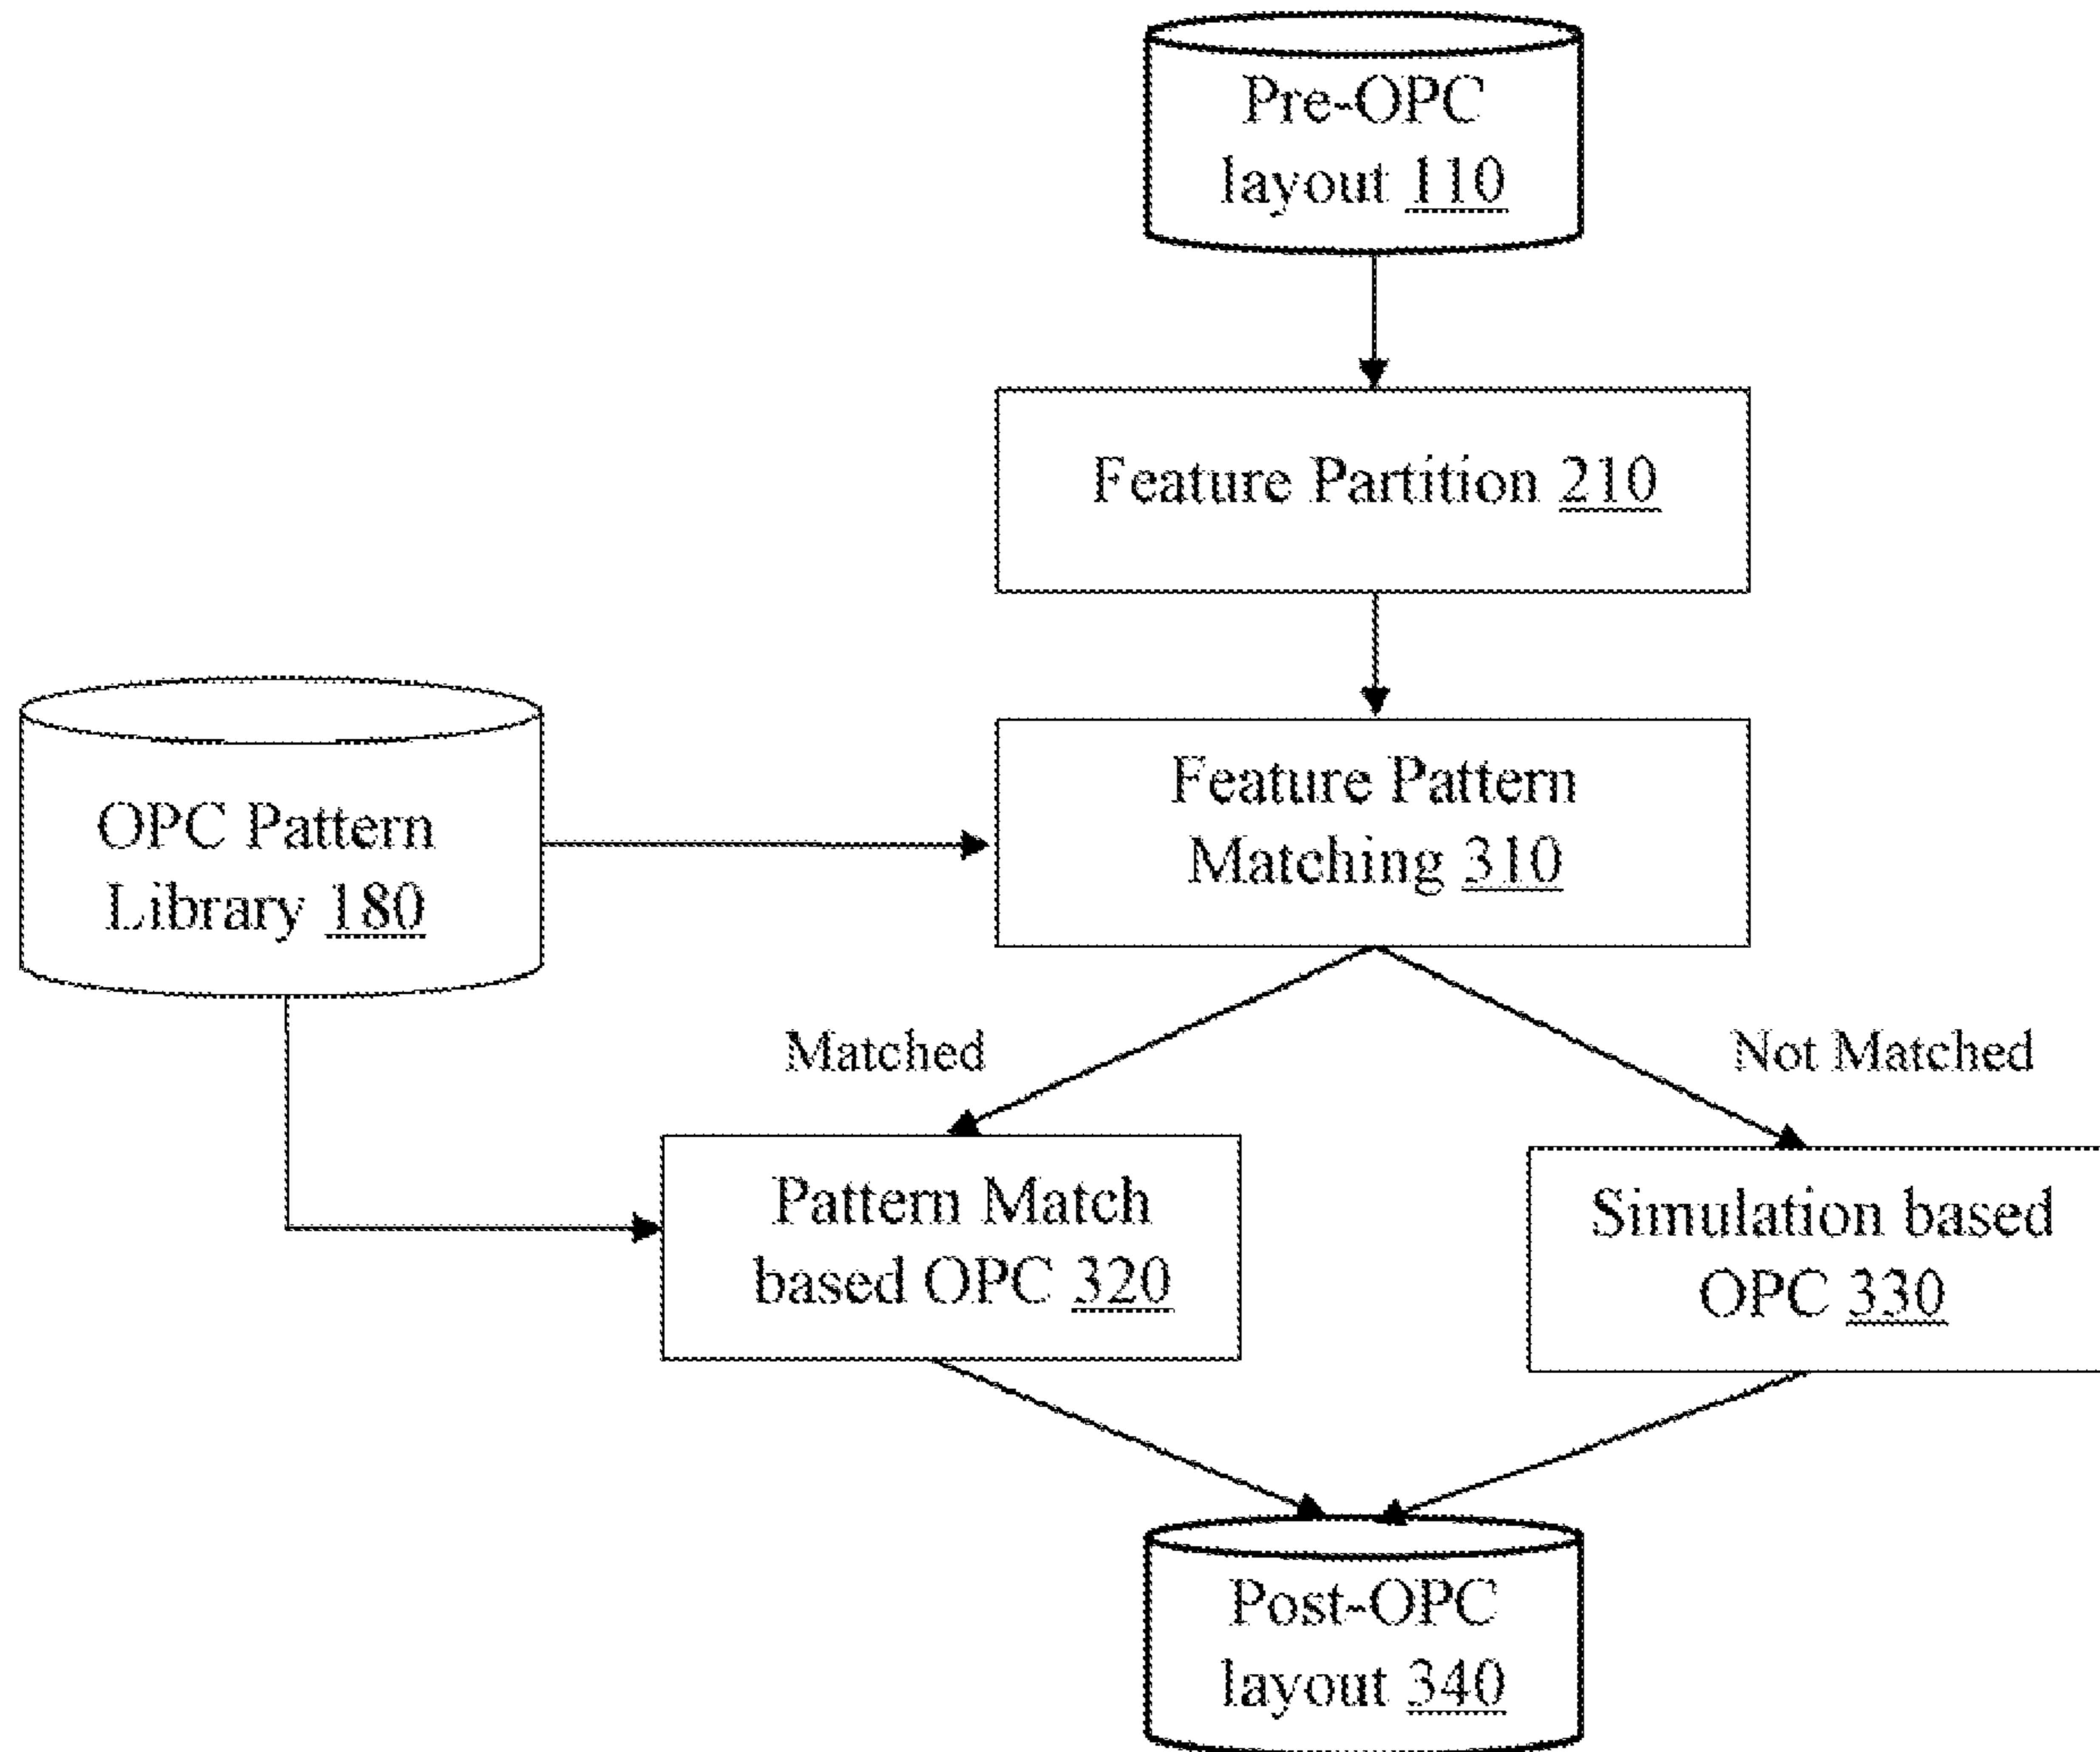 Pre-OPC
layout 110
Feature Partition 210
Feature Pattern
Matching 310
OPC Pattern
Library 180
Matched
Not Matched
Pattern Match
based OPC 320
Simulation based
OPC 330
Post-OPC
layout 340